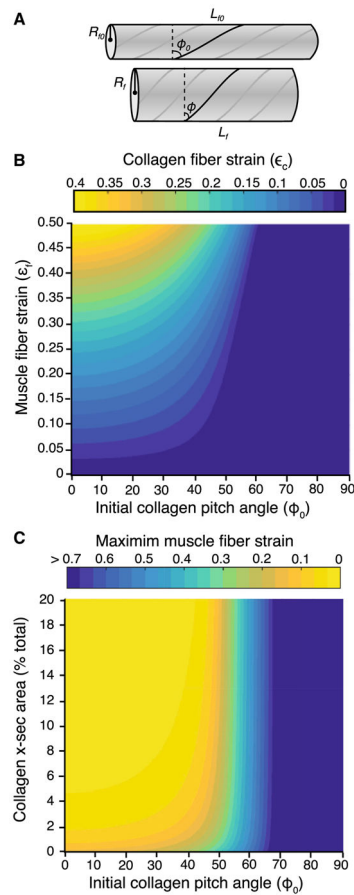 A
L_f0
R_f0
ϕ_0
R_f
ϕ
L_f
B
Collagen fiber strain (ϵ_c)
0.4 0.35 0.3 0.25 0.2 0.15 0.1 0.05 0
0.50
0.45
0.40
0.35
0.30
0.25
0.20
0.15
0.10
0.05
0
Muscle fiber strain (ε_f)
0 10 20 30 40 50 60 70 80 90
Initial collagen pitch angle (ϕ_0)
C
Maximim muscle fiber strain
> 0.7 0.6 0.5 0.4 0.3 0.2 0.1 0
20
18
16
14
12
10
8
6
4
2
0
Collagen x-sec area (% total)
0 10 20 30 40 50 60 70 80 90
Initial collagen pitch angle (ϕ_0)